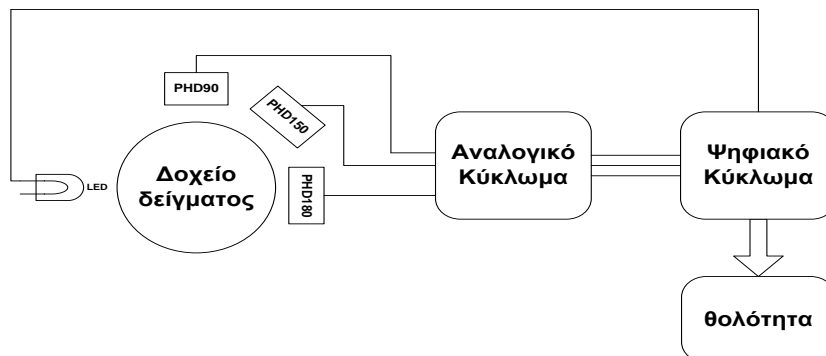 PHD90
PHD150
PHD180
LED
Δοχείο
δείγματος
Αναλογικό
Κύκλωμα
Ψηφιακό
Κύκλωμα
θολότητα